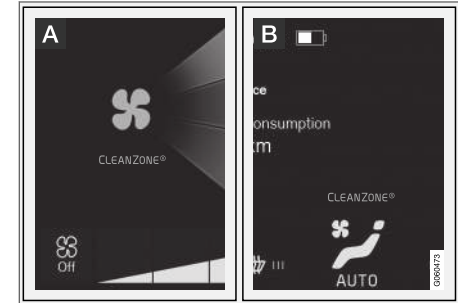 A
CLEANZONE®
Off
B
ce
onsumption
km
CLEANZONE®
AUTO
G060473